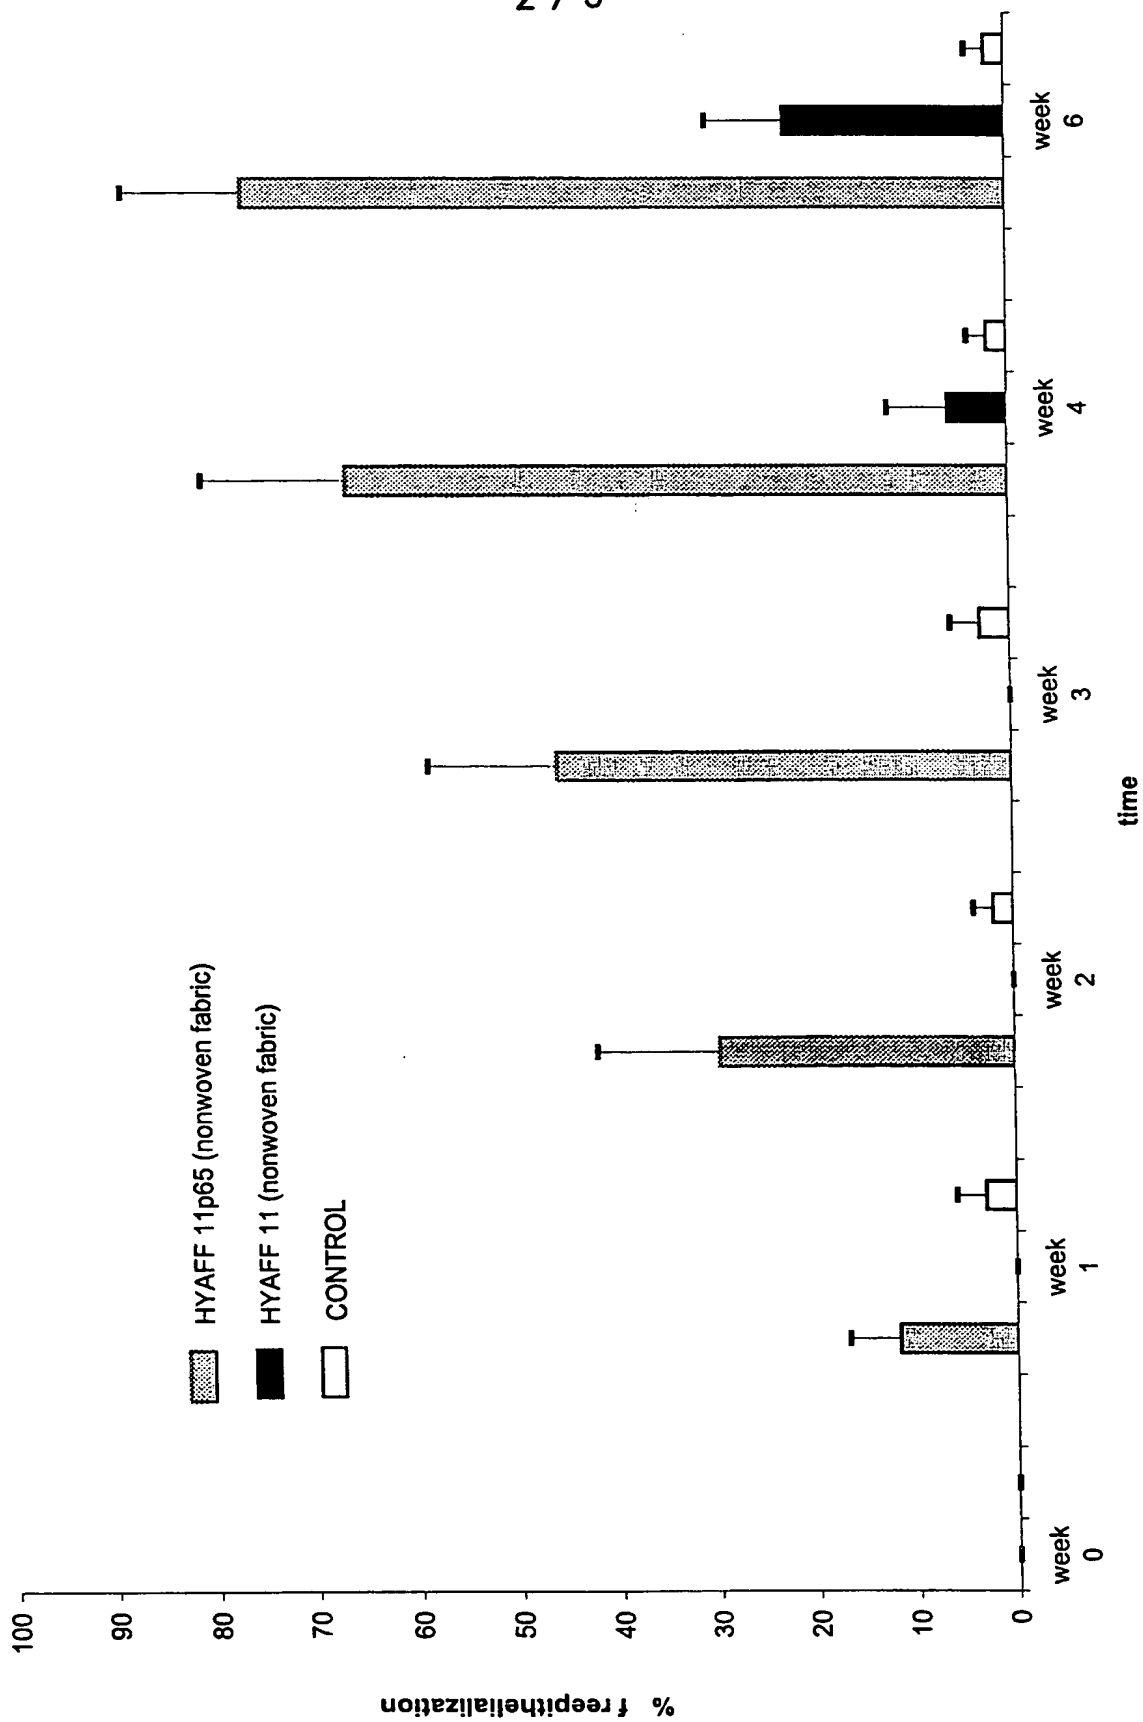 2 / 5
HYAFF 11p65 (nonwoven fabric)
HYAFF 11 (nonwoven fabric)
CONTROL
100
90
80
70
60
50
40
30
20
10
0
% f reepithelialization
week 0
week 1
week 2
week 3
week 4
week 6
time